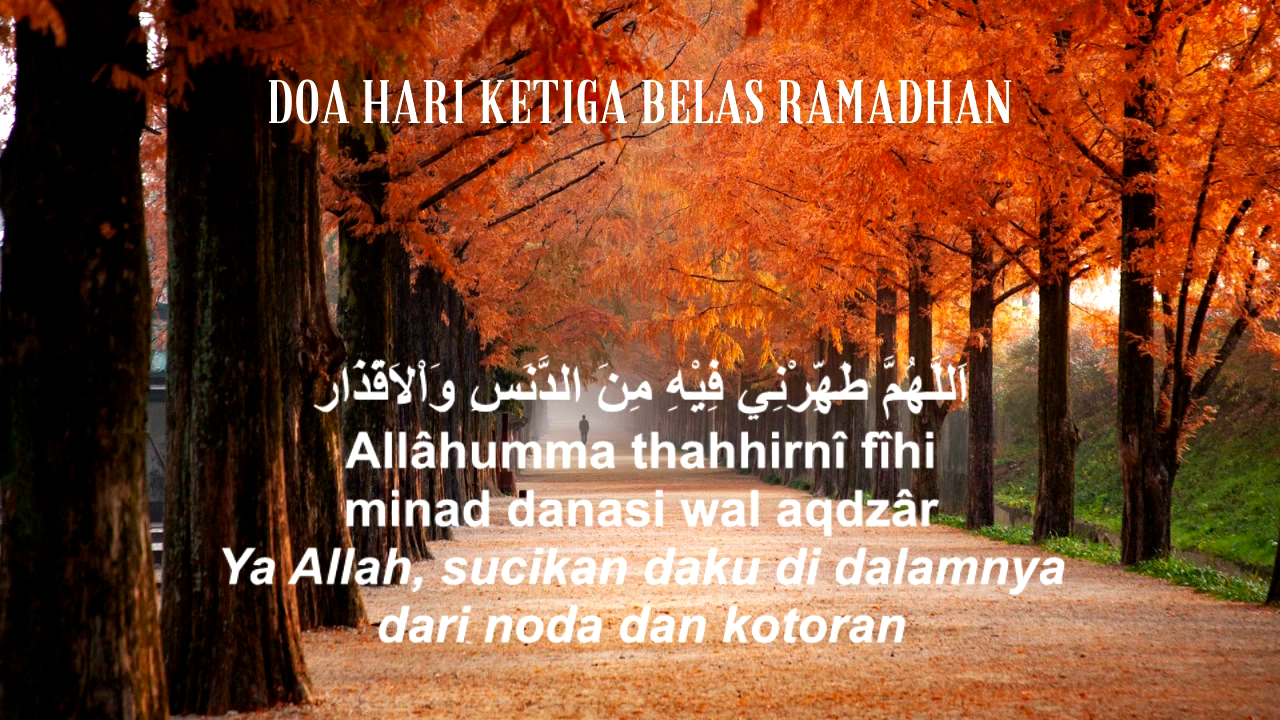 DOA HARI KETIGA BELAS RAMADHAN
اَللَّهُمَّ طَهِّرْنِي فِيْهِ مِنَ الدَّنَسِ وَاْلاَقْذَار
Allâhumma thahhirnî fîhi
minad danasi wal aqdzâr
Ya Allah, sucikan daku di dalamnya
dari noda dan kotoran